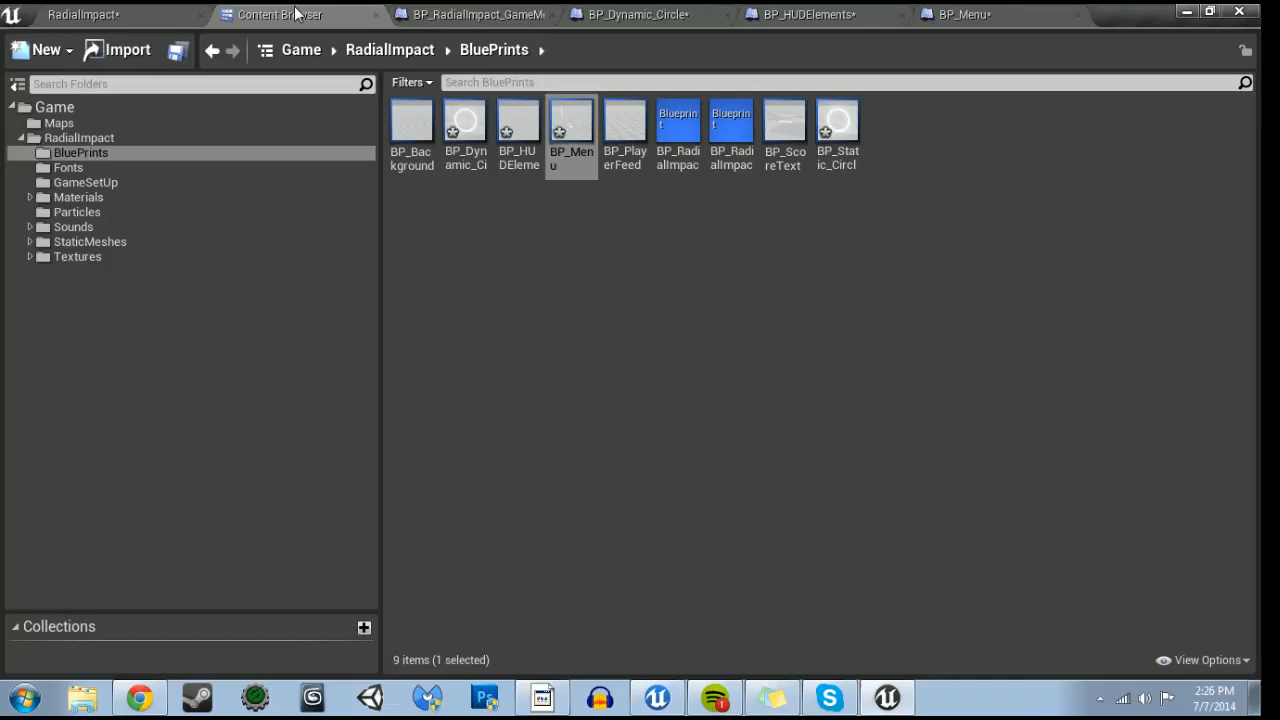 RadialImpact*
Content Browser
BP_RadialImpact_GameMo
BP_Dynamic_Circle*
BP_HUDElements*
BP_Menu*
New
Import
Game
RadialImpact
BluePrints
Search Folders
Filters
Search BluePrints
Game
Maps
RadialImpact
BluePrints
Fonts
GameSetUp
Materials
Particles
Sounds
StaticMeshes
Textures
Blueprint
Blueprint
BP_Bac
kground
BP_Dyn
amic_Ci
BP_HU
DEleme
BP_Men
u
BP_Play
erFeed
BP_Radi
alImpac
BP_Radi
alImpac
BP_Sco
reText
BP_Stat
ic_Circl
Collections
9 items (1 selected)
View Options
1
2:26 PM
7/7/2014